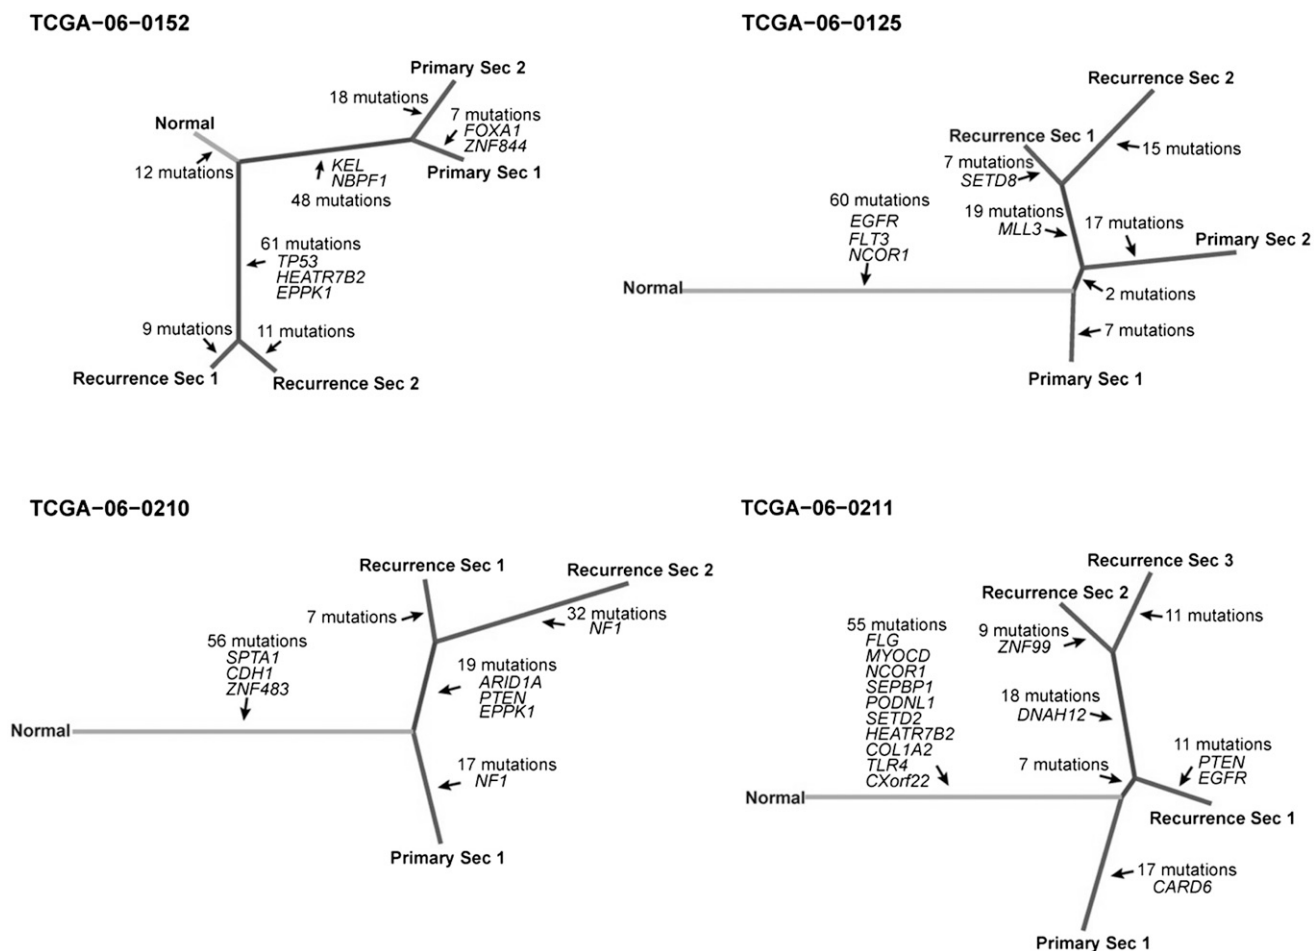 TCGA−06−0152
Primary Sec 2
18 mutations
7 mutations
FOXA1
ZNF844
Normal
Primary Sec 1
12 mutations
KEL
NBPF1
48 mutations
61 mutations
TP53
HEATR7B2
EPPK1
9 mutations
11 mutations
Recurrence Sec 1
Recurrence Sec 2
TCGA−06−0125
Recurrence Sec 2
Recurrence Sec 1
15 mutations
7 mutations
SETD8
60 mutations
EGFR
FLT3
NCOR1
19 mutations
MLL3
17 mutations
Primary Sec 2
Normal
2 mutations
7 mutations
Primary Sec 1
TCGA−06−0210
Recurrence Sec 1
Recurrence Sec 2
7 mutations
32 mutations
NF1
56 mutations
SPTA1
CDH1
ZNF483
19 mutations
ARID1A
PTEN
EPPK1
Normal
17 mutations
NF1
Primary Sec 1
TCGA−06−0211
Recurrence Sec 3
Recurrence Sec 2
11 mutations
9 mutations
ZNF99
55 mutations
FLG
MYOCD
NCOR1
SEPBP1
PODNL1
SETD2
HEATR7B2
COL1A2
TLR4
CXorf22
18 mutations
DNAH12
11 mutations
PTEN
EGFR
7 mutations
Normal
Recurrence Sec 1
17 mutations
CARD6
Primary Sec 1